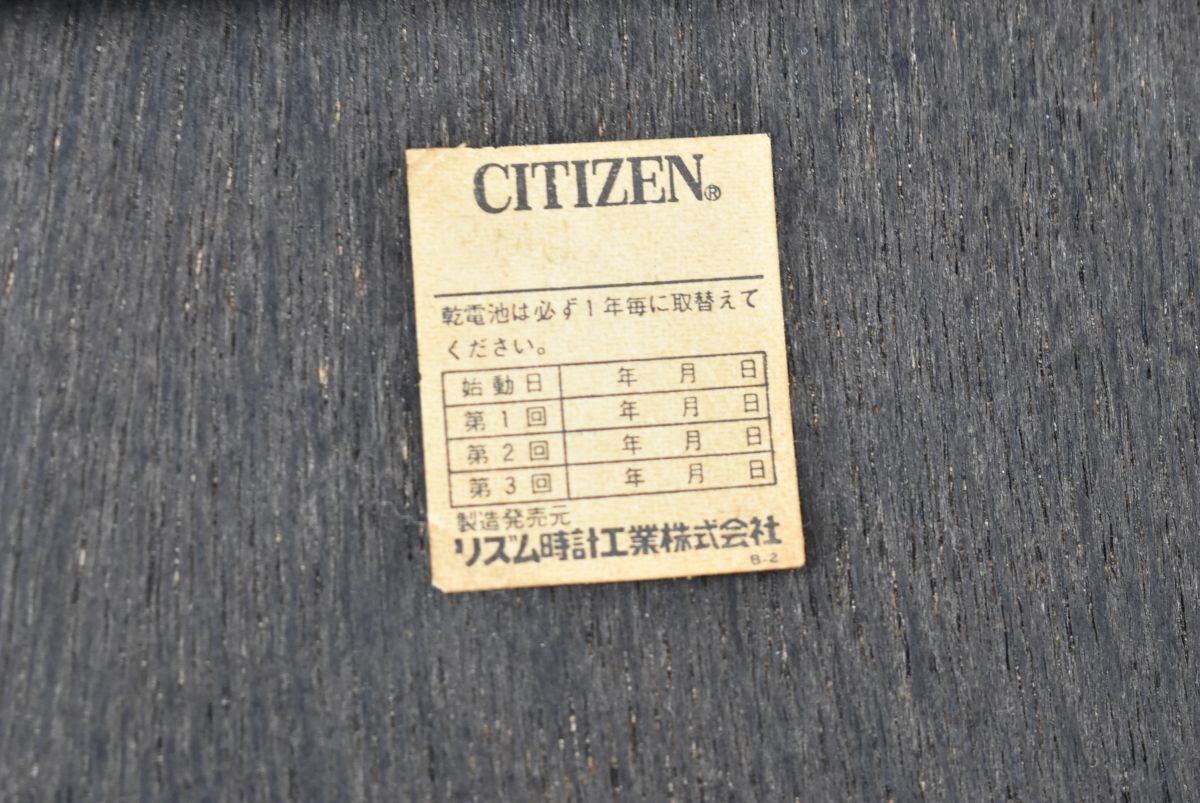 CITIZEN®
乾電池は必ず1年毎に取替えて
ください。
始動日 年 月 日
第1回 年 月 日
第2回 年 月 日
第3回 年 月 日
製造発売元
リズム時計工業株式会社
B-2